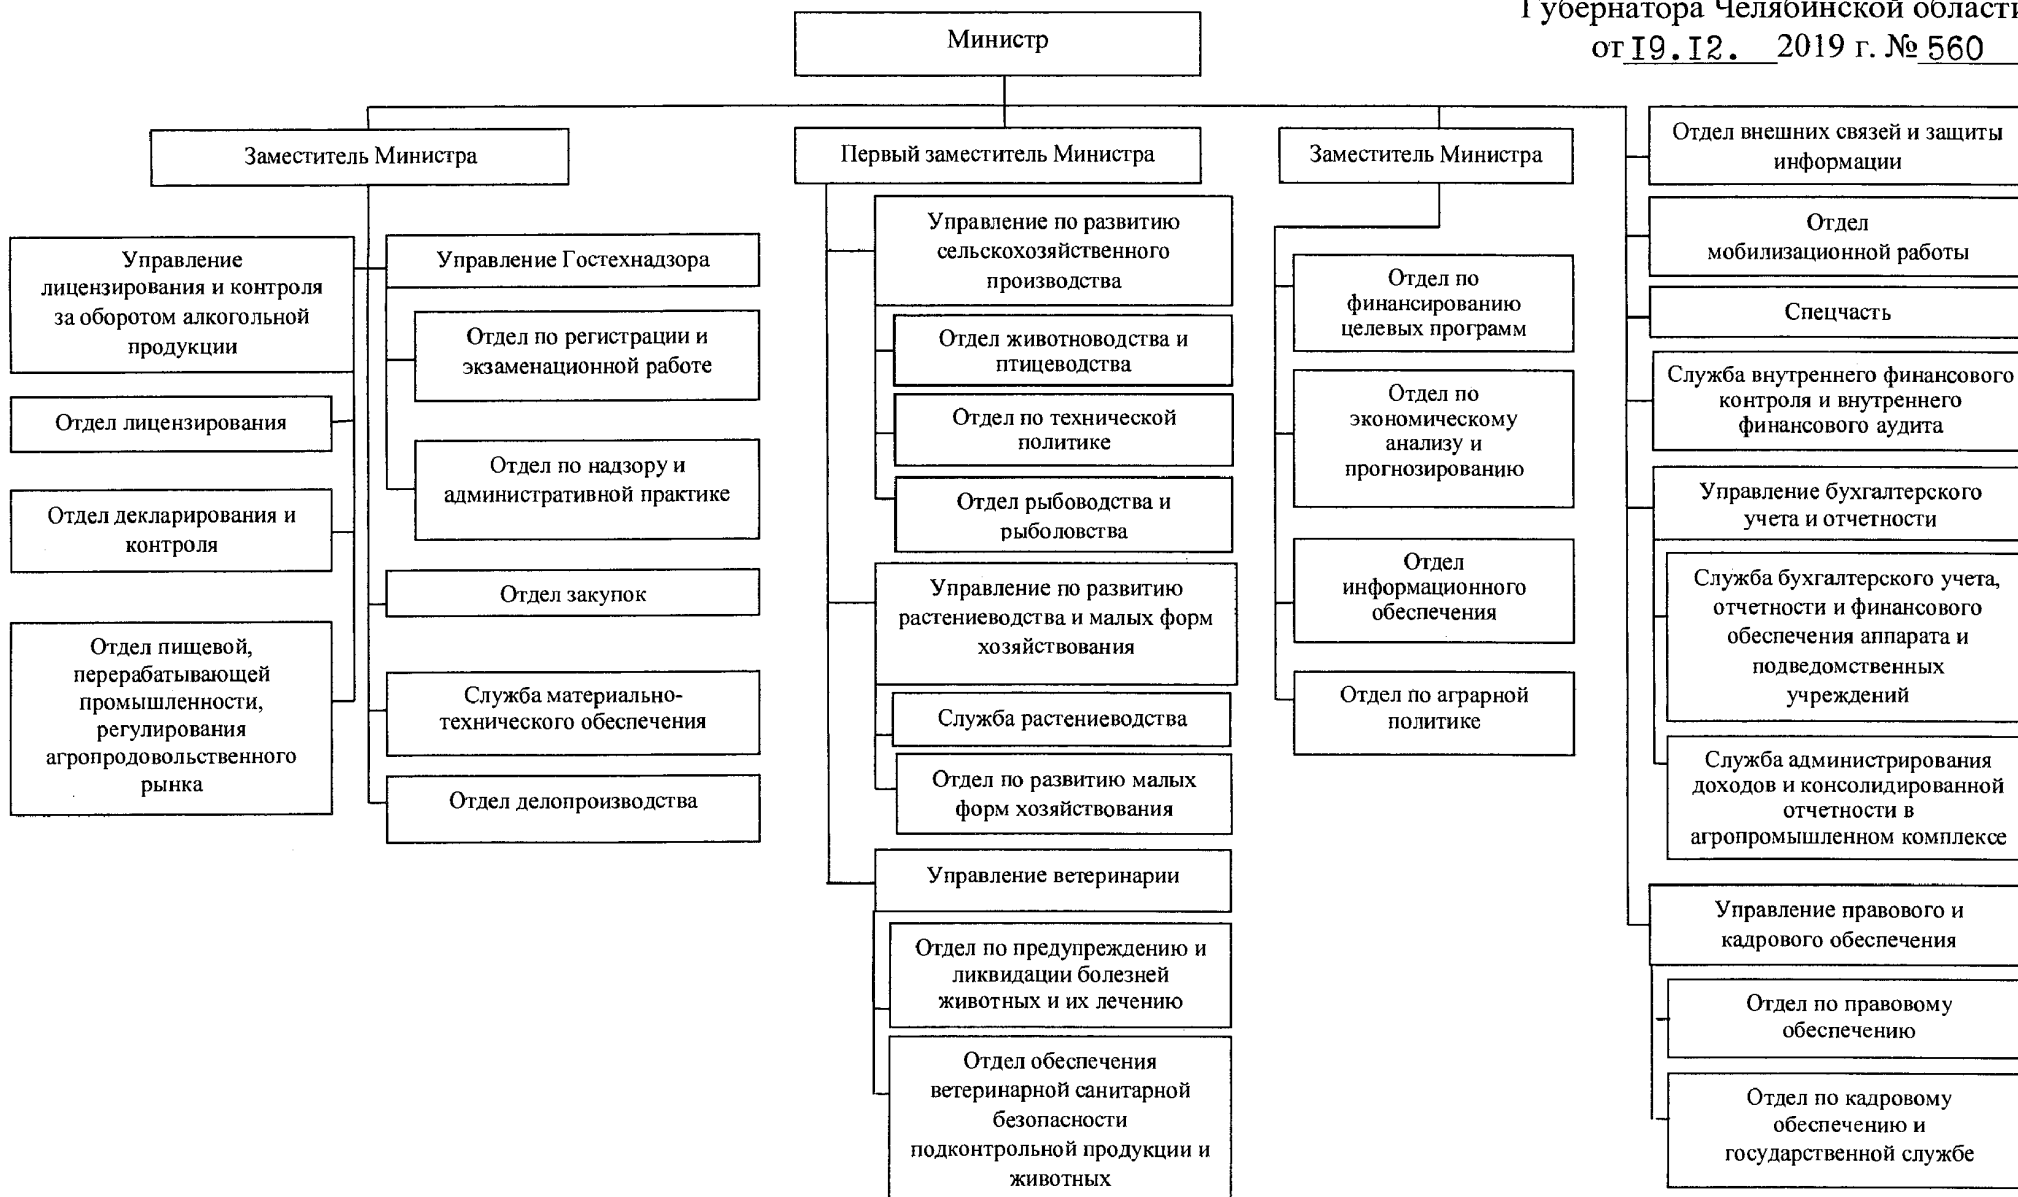 Губернатора Челябинской области
от 19.12. 2019 г. № 560
Министр
Заместитель Министра
Управление
лицензирования и контроля
за оборотом алкогольной
продукции
Отдел лицензирования
Отдел декларирования и
контроля
Отдел пищевой,
перерабатывающей
промышленности,
регулирования
агропродовольственного
рынка
Управление Гостехнадзора
Отдел по регистрации и
экзаменационной работе
Отдел по надзору и
административной практике
Отдел закупок
Служба материально-
технического обеспечения
Отдел делопроизводства
Первый заместитель Министра
Управление по развитию
сельскохозяйственного
производства
Отдел животноводства и
птицеводства
Отдел по технической
политике
Отдел рыбоводства и
рыболовства
Управление по развитию
растениеводства и малых форм
хозяйствования
Служба растениеводства
Отдел по развитию малых
форм хозяйствования
Управление ветеринарии
Отдел по предупреждению и
ликвидации болезней
животных и их лечению
Отдел обеспечения
ветеринарной санитарной
безопасности
подконтрольной продукции и
животных
Заместитель Министра
Отдел по
финансированию
целевых программ
Отдел по
экономическому
анализу и
прогнозированию
Отдел
информационного
обеспечения
Отдел по аграрной
политике
Отдел внешних связей и защиты
информации
Отдел
мобилизационной работы
Спецчасть
Служба внутреннего финансового
контроля и внутреннего
финансового аудита
Управление бухгалтерского
учета и отчетности
Служба бухгалтерского учета,
отчетности и финансового
обеспечения аппарата и
подведомственных
учреждений
Служба администрирования
доходов и консолидированной
отчетности в
агропромышленном комплексе
Управление правового и
кадрового обеспечения
Отдел по правовому
обеспечению
Отдел по кадровому
обеспечению и
государственной службе